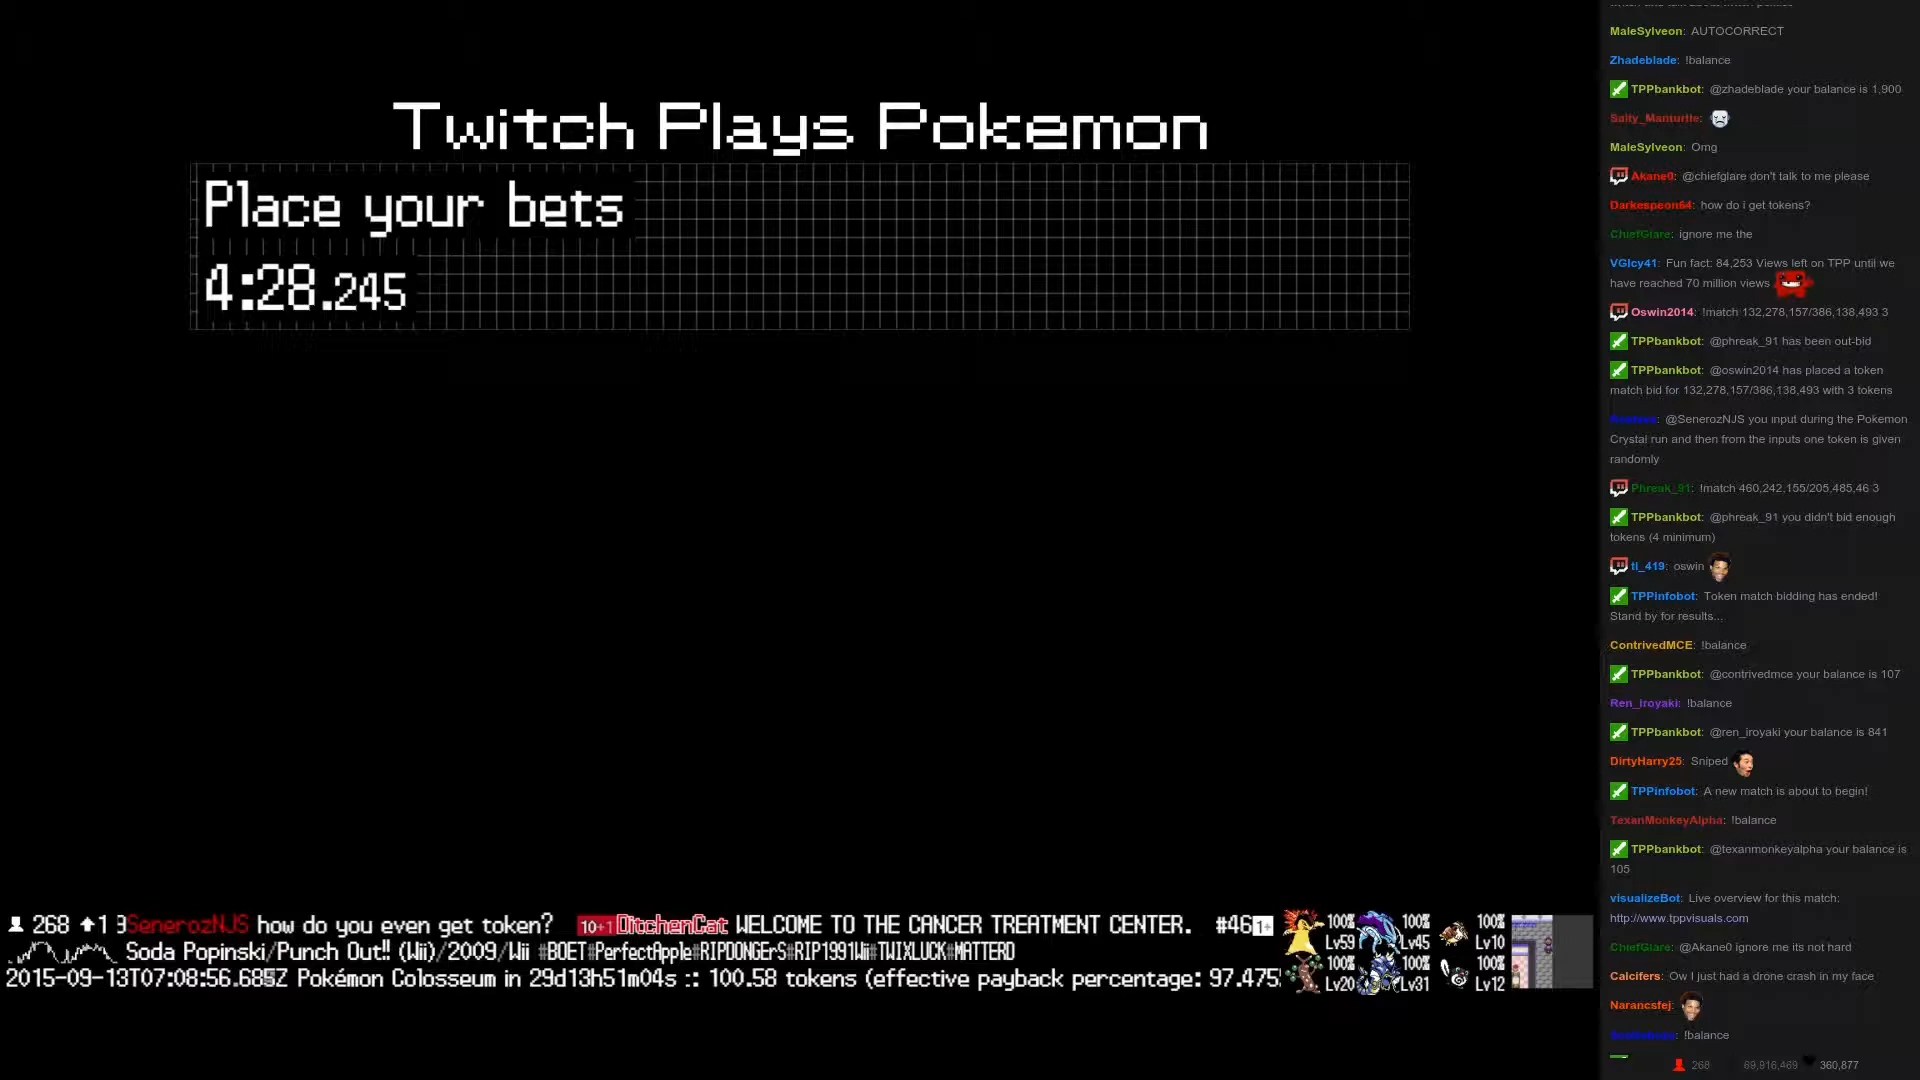 Twitch Plays Pokemon
Place your bets
4:28.245
268 1 SenerozNJS how do you even get token? 10+1 DitchenCat WELCOME TO THE CANCER TREATMENT CENTER. #46 1+
Soda Popinski/Punch Out!! (Wii)/2009/Wii #BOET#PerfectApple#RIPDONGErS#RIP1991Wii#TWIXLUCK#MATTERD
2015-09-13T07:08:56.685Z Pokémon Colosseum in 29d13h51m04s :: 100.58 tokens (effective payback percentage: 97.475
100% 100% 100%
Lv59 Lv45 Lv10
100% 100% 100%
Lv20 Lv31 Lv12
MaleSylveon: AUTOCORRECT
Zhadeblade: !balance
TPPbankbot: @zhadeblade your balance is 1,900
Salty_Manturtle:
MaleSylveon: Omg
Akane0: @chiefglare don't talk to me please
Darkespeon64: how do i get tokens?
ChiefGlare: ignore me the
VGIcy41: Fun fact: 84,253 Views left on TPP until we
have reached 70 million views
Oswin2014: !match 132,278,157/386,138,493 3
TPPbankbot: @phreak_91 has been out-bid
TPPbankbot: @oswin2014 has placed a token
match bid for 132,278,157/386,138,493 with 3 tokens
@SenerozNJS you input during the Pokemon
Crystal run and then from the inputs one token is given
randomly
Phreak_91: !match 460,242,155/205,485,46 3
TPPbankbot: @phreak_91 you didn't bid enough
tokens (4 minimum)
tl_419: oswin
TPPinfobot: Token match bidding has ended!
Stand by for results...
ContrivedMCE: !balance
TPPbankbot: @contrivedmce your balance is 107
Ren_iroyaki: !balance
TPPbankbot: @ren_iroyaki your balance is 841
DirtyHarry25: Sniped
TPPinfobot: A new match is about to begin!
TexanMonkeyAlpha: !balance
TPPbankbot: @texanmonkeyalpha your balance is
105
visualizeBot: Live overview for this match:
http://www.tppvisuals.com
ChiefGlare: @Akane0 ignore me its not hard
Calcifers: Ow I just had a drone crash in my face
Narancsfej:
!balance
268 69,916,469 360,877